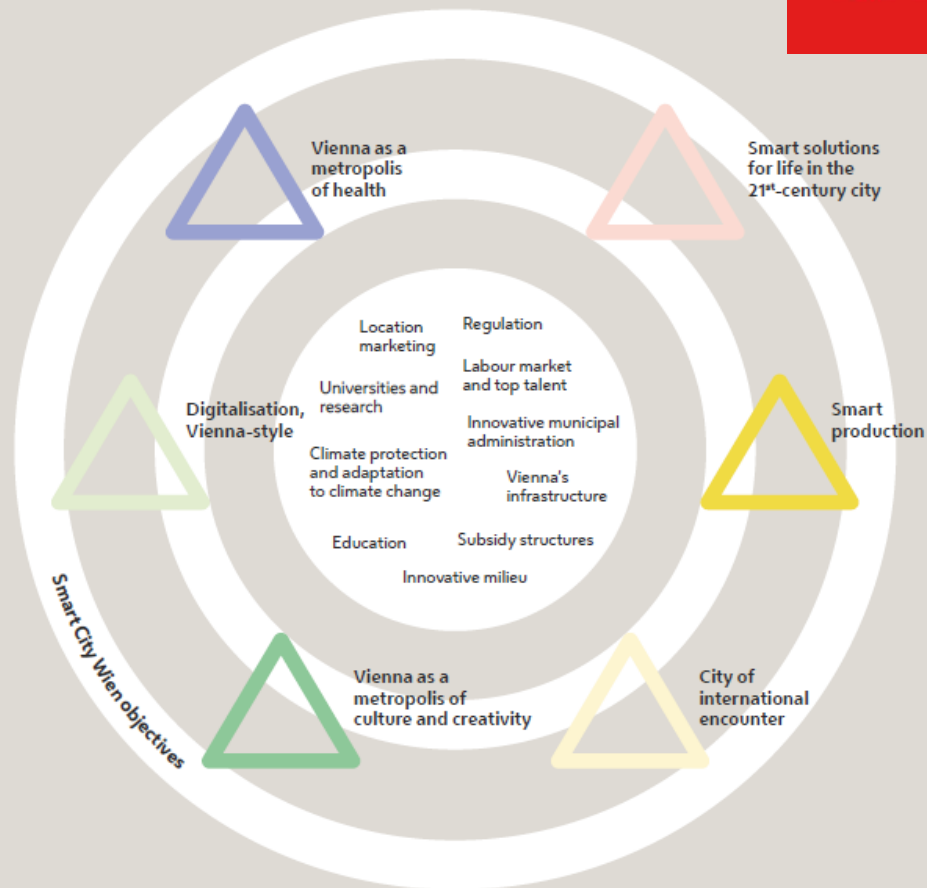 Vienna as a
metropolis
of health
Smart solutions
for life in the
21st-century city
Location
marketing
Regulation
Labour market
and top talent
Universities and
research
Innovative municipal
administration
Climate protection
and adaptation
to climate change
Vienna's
infrastructure
Education
Subsidy structures
Innovative milieu
Digitalisation,
Vienna-style
Smart
production
Smart City Wien objectives
Vienna as a
metropolis of
culture and creativity
City of
international
encounter